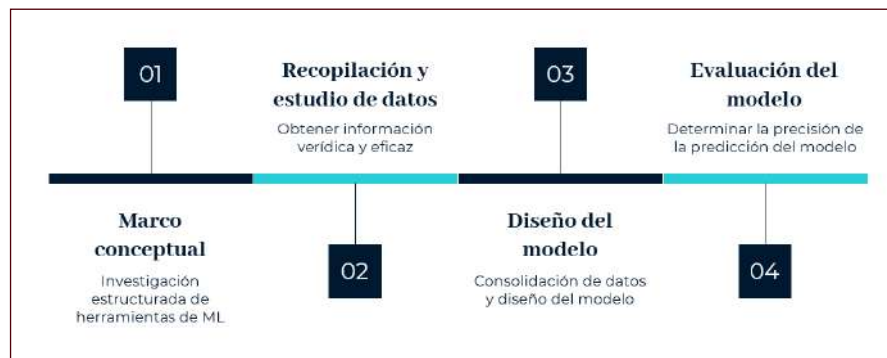 01
Marco
conceptual
Investigación
estructurada de
herramientas de ML
Recopilación y
estudio de datos
Obtener información
verídica y eficaz
02
03
Diseño del
modelo
Consolidación de datos
y diseño del modelo
Evaluación del
modelo
Determinar la precisión de
la predicción del modelo
04